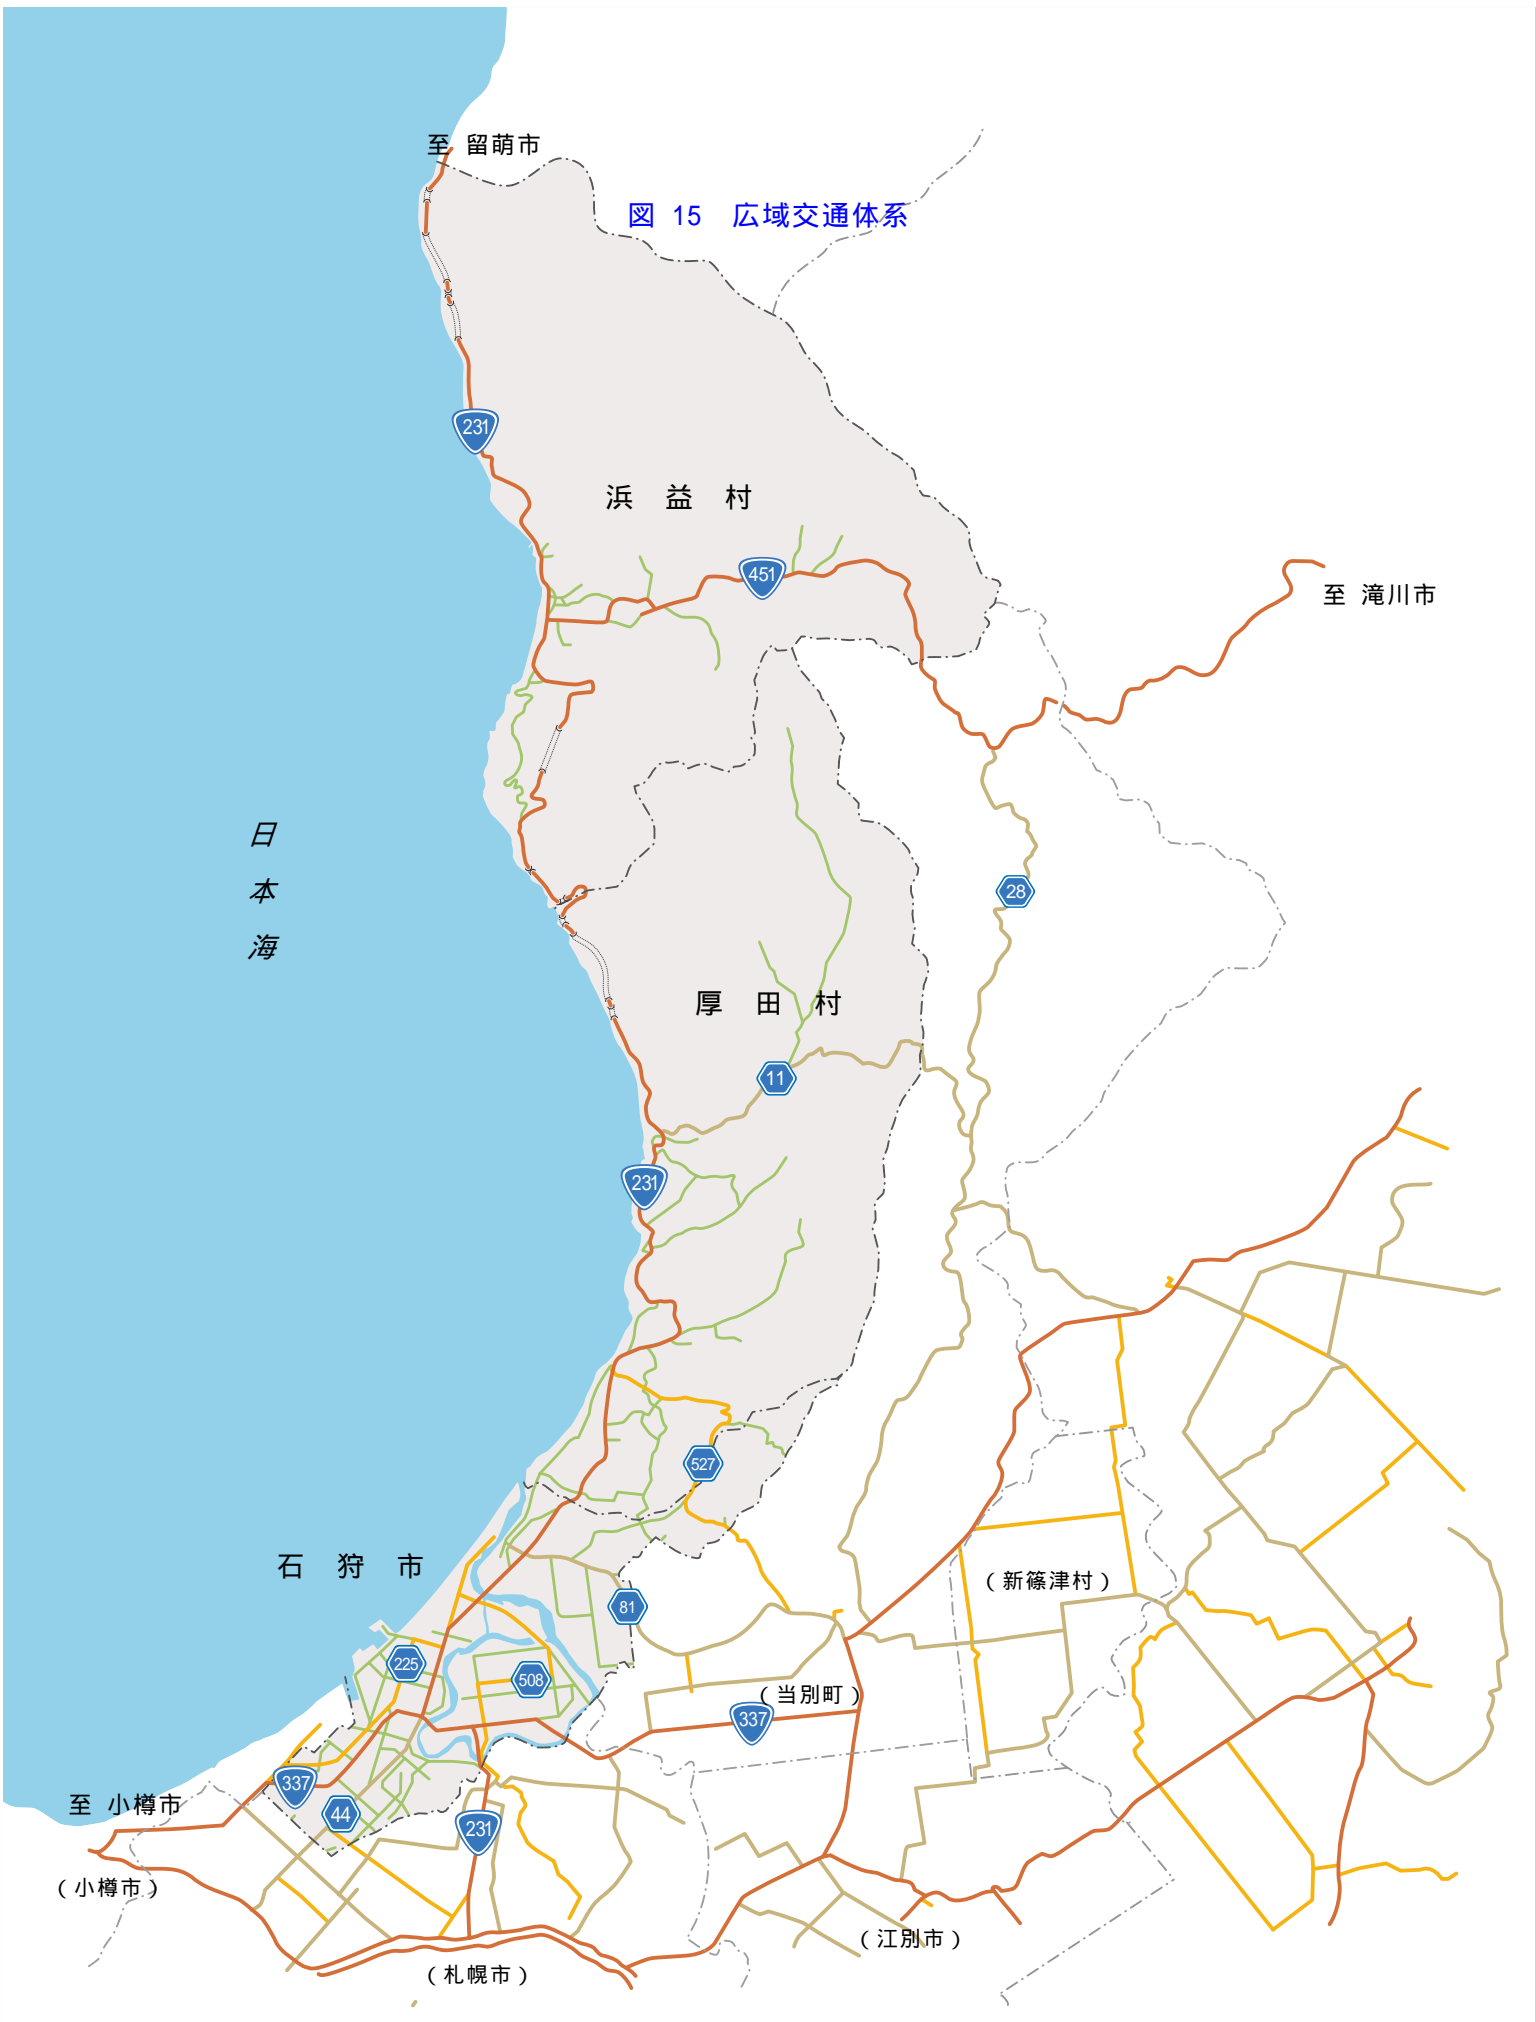 至 留萌市
図 15 広域交通体系
231
浜 益 村
451
至 滝川市
日
本
海
28
厚 田 村
11
231
527
石 狩 市
(新篠津村)
81
225
508
(当別町)
337
337
至 小樽市
44
231
(小樽市)
(江別市)
(札幌市)